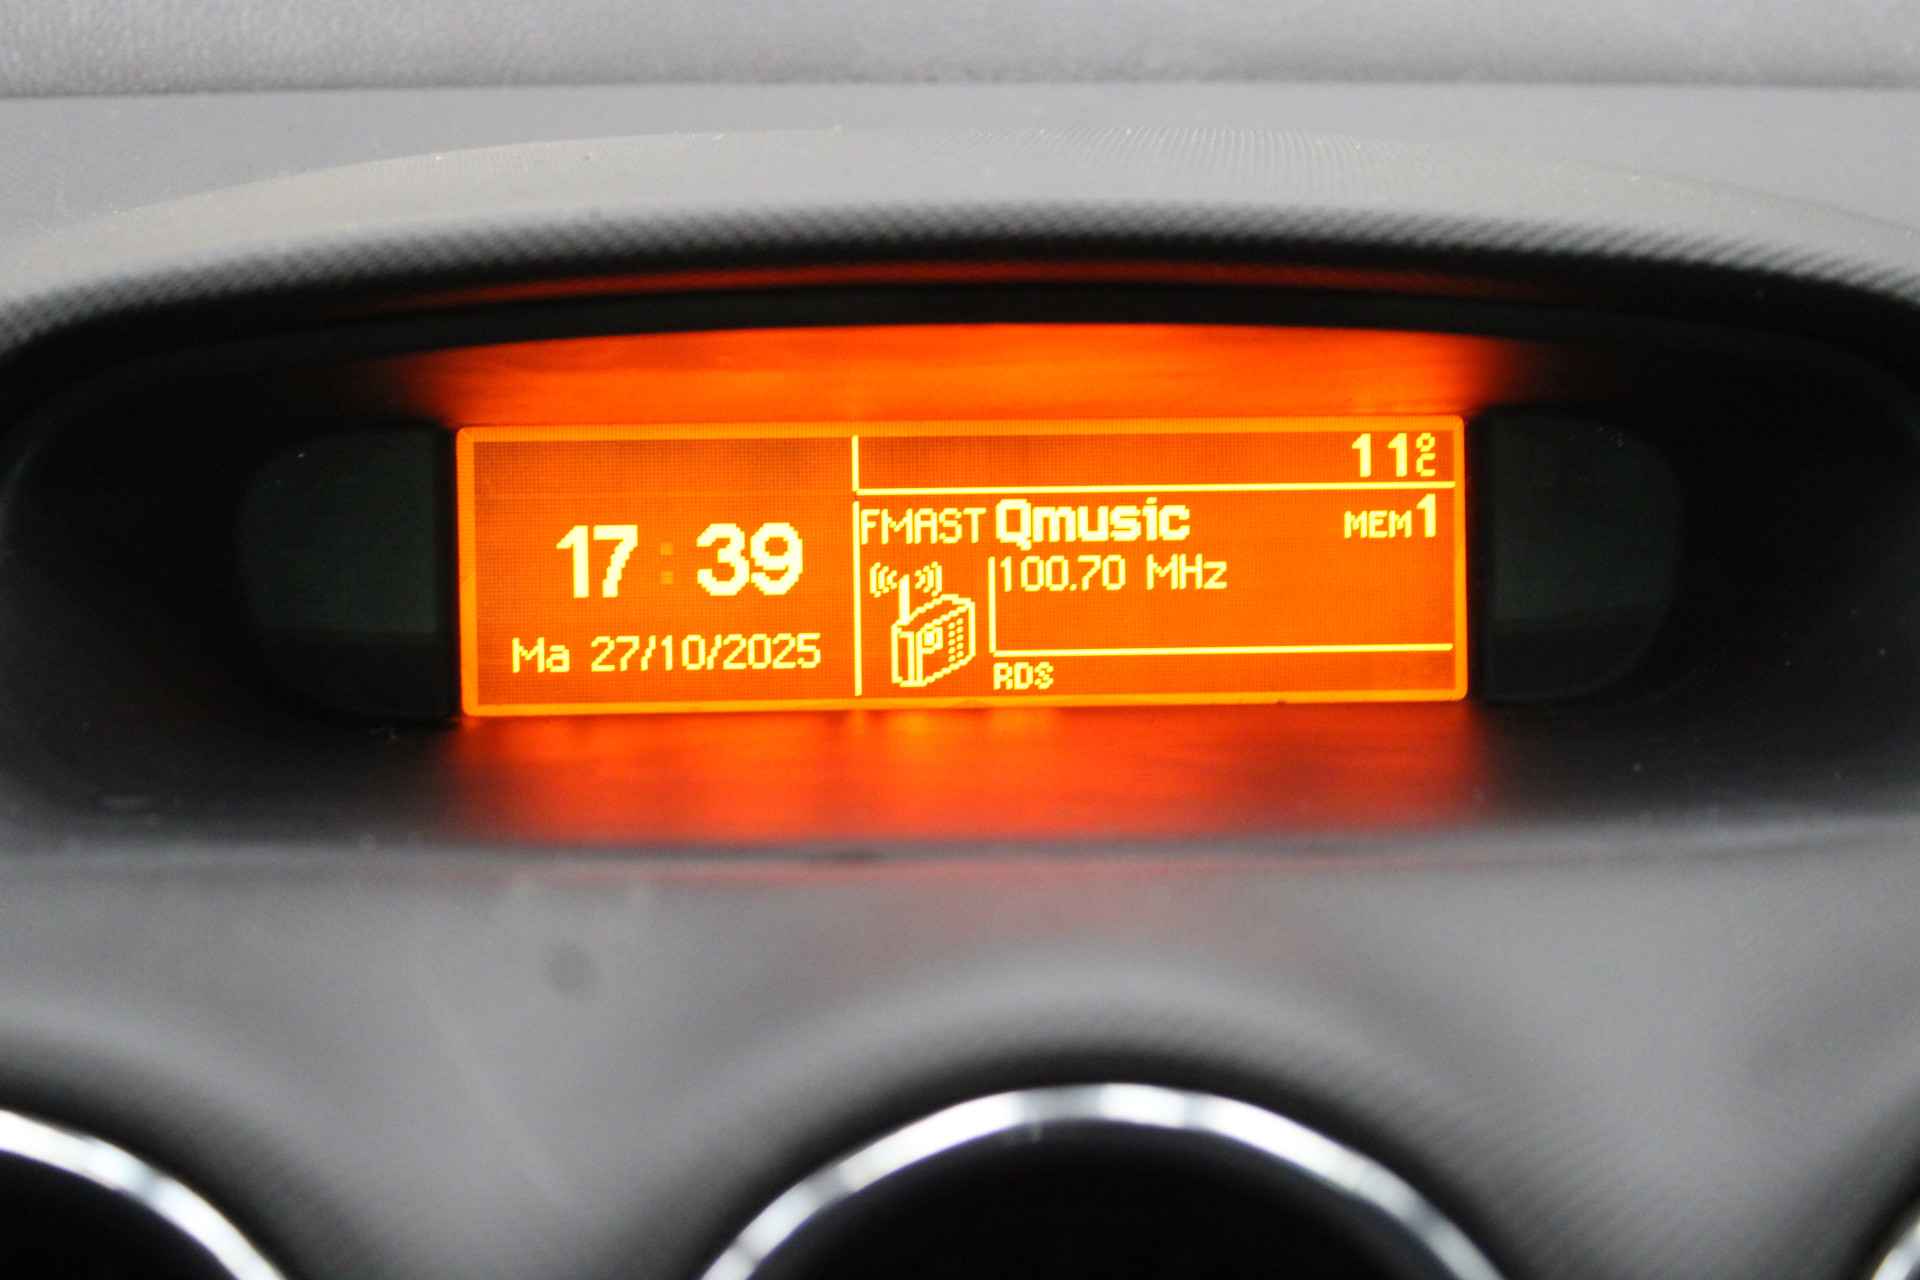 17:39
Ma 27/10/2025
11°C
FMAST Qmusic MEM1
100.70 MHz
RDS